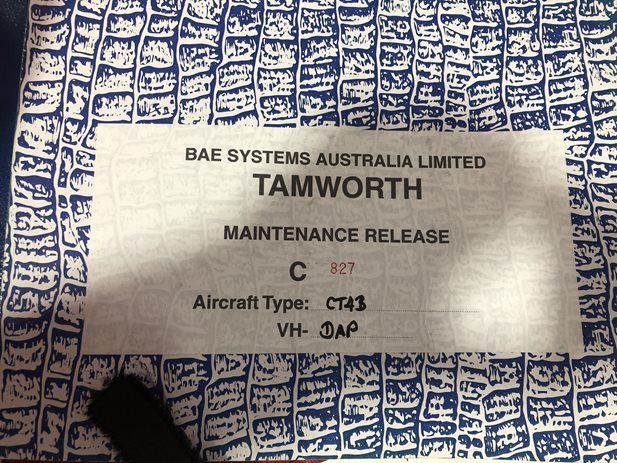 BAE SYSTEMS AUSTRALIA LIMITED
TAMWORTH
MAINTENANCE RELEASE
C 827
Aircraft Type: CT4B
VH- DAP